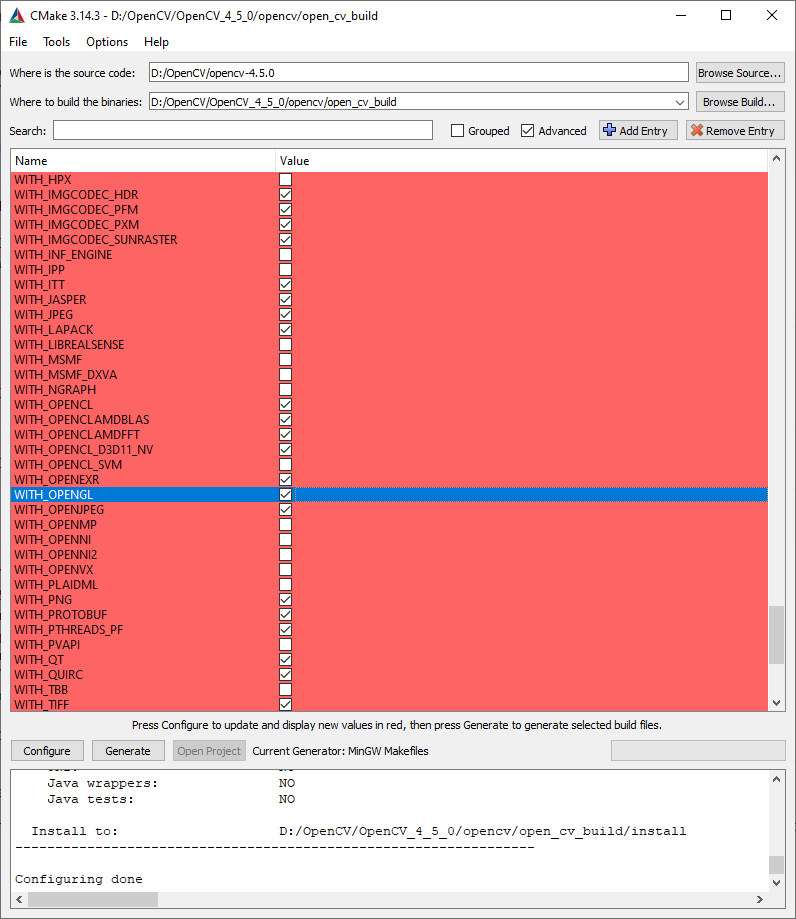 CMake 3.14.3 - D:/OpenCV/OpenCV_4_5_0/opencv/open_cv_build
File Tools Options Help
Where is the source code: D:/OpenCV/opencv-4.5.0 Browse Source...
Where to build the binaries: D:/OpenCV/OpenCV_4_5_0/opencv/open_cv_build Browse Build...
Search: Grouped Advanced Add Entry Remove Entry
Name Value
WITH_HPX
WITH_IMGCODEC_HDR
WITH_IMGCODEC_PFM
WITH_IMGCODEC_PXM
WITH_IMGCODEC_SUNRASTER
WITH_INF_ENGINE
WITH_IPP
WITH_ITT
WITH_JASPER
WITH_JPEG
WITH_LAPACK
WITH_LIBREALSENSE
WITH_MSMF
WITH_MSMF_DXVA
WITH_NGRAPH
WITH_OPENCL
WITH_OPENCLAMDBLAS
WITH_OPENCLAMDFFT
WITH_OPENCL_D3D11_NV
WITH_OPENCL_SVM
WITH_OPENEXR
WITH_OPENGL
WITH_OPENJPEG
WITH_OPENMP
WITH_OPENNI
WITH_OPENNI2
WITH_OPENVX
WITH_PLAIDML
WITH_PNG
WITH_PROTOBUF
WITH_PTHREADS_PF
WITH_PVAPI
WITH_QT
WITH_QUIRC
WITH_TBB
WITH_TIFF
Press Configure to update and display new values in red, then press Generate to generate selected build files.
Configure Generate Open Project Current Generator: MinGW Makefiles
Java wrappers: NO
Java tests: NO
Install to: D:/OpenCV/OpenCV_4_5_0/opencv/open_cv_build/install
-----------------------------------------------------------------
Configuring done